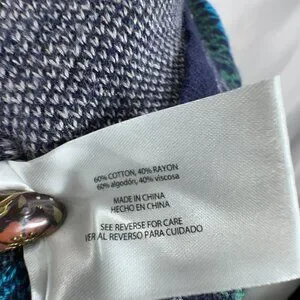 60% COTTON, 40% RAYON
60% algodón, 40% viscosa
MADE IN CHINA
HECHO EN CHINA
SEE REVERSE FOR CARE
VER AL REVERSO PARA CUIDADO